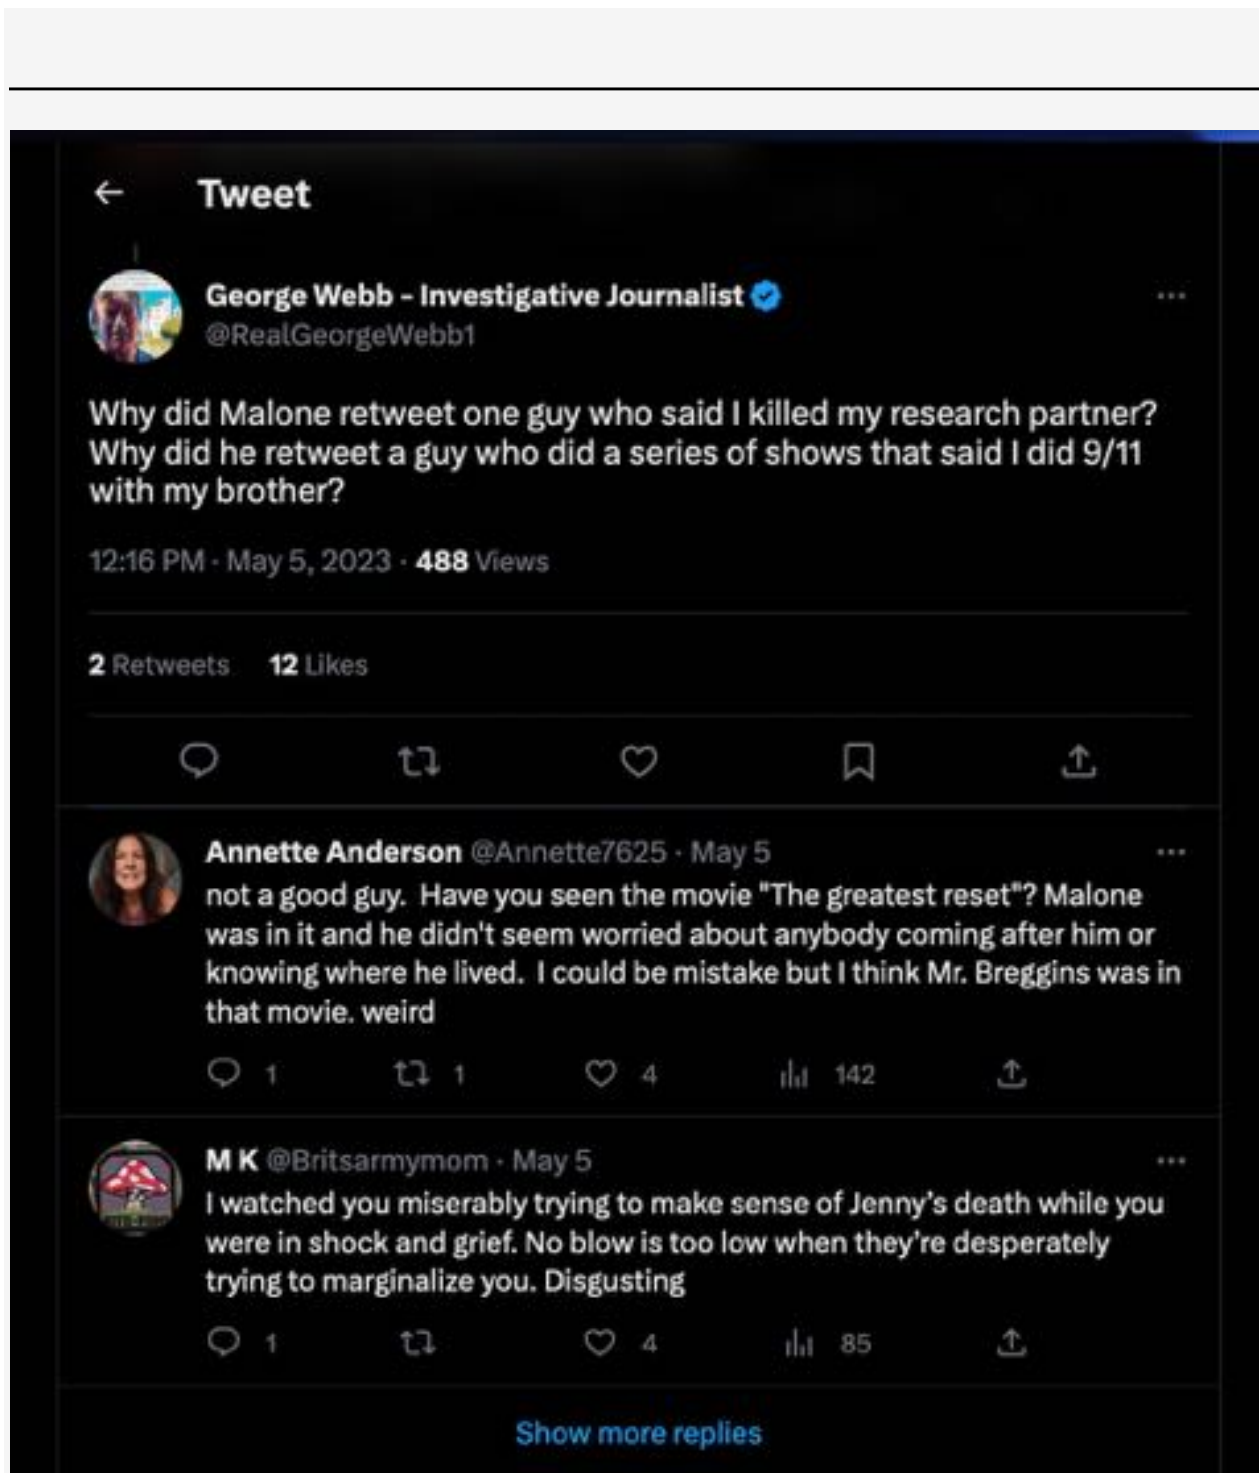 Tweet
George Webb - Investigative Journalist
@RealGeorgeWebb1
Why did Malone retweet one guy who said I killed my research partner?
Why did he retweet a guy who did a series of shows that said I did 9/11
with my brother?
12:16 PM · May 5, 2023 · 488 Views
2 Retweets 12 Likes
Annette Anderson @Annette7625 · May 5
not a good guy. Have you seen the movie "The greatest reset"? Malone
was in it and he didn't seem worried about anybody coming after him or
knowing where he lived. I could be mistake but I think Mr. Breggins was in
that movie. weird
1 1 4 142
M K @Britsarmymom · May 5
I watched you miserably trying to make sense of Jenny's death while you
were in shock and grief. No blow is too low when they're desperately
trying to marginalize you. Disgusting
1 4 85
Show more replies